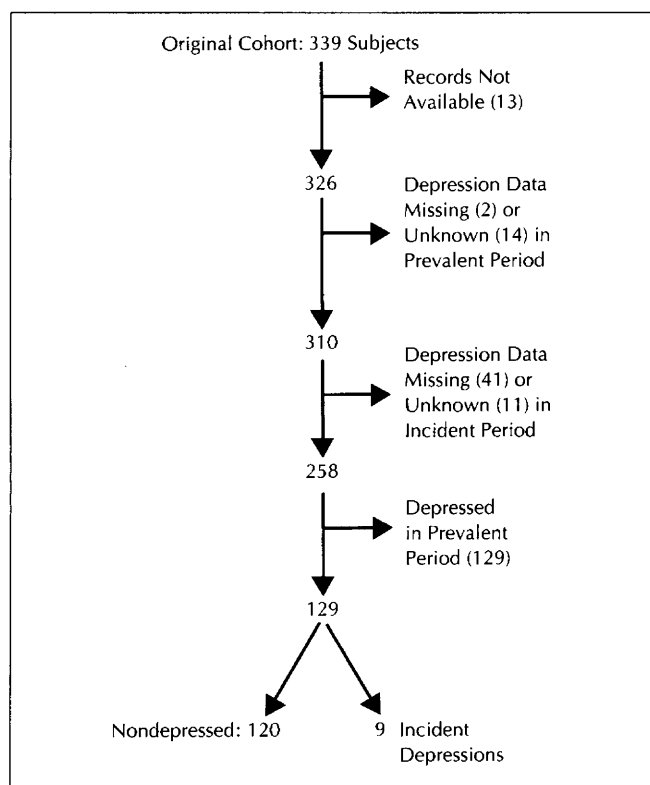 Original Cohort: 339 Subjects
Records Not
Available (13)
326
Depression Data
Missing (2) or
Unknown (14) in
Prevalent Period
310
Depression Data
Missing (41) or
Unknown (11) in
Incident Period
258
Depressed
in Prevalent
Period (129)
129
Nondepressed: 120
9 Incident
Depressions